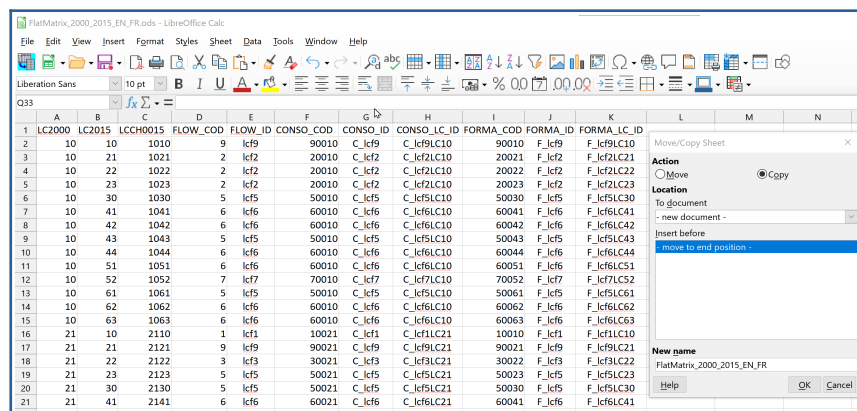 FlatMatrix_2000_2015_EN_FR.ods - LibreOffice Calc
File Edit View Insert Format Styles Sheet Data Tools Window Help
Liberation Sans 10 pt B I U A
Q33 fx Σ =
A B C D E F G H I J K L M N
1 LC2000 LC2015 LCCH0015 FLOW_COD FLOW_ID CONSO_COD CONSO_ID CONSO_LC_ID FORMA_COD FORMA_ID FORMA_LC_ID
2 10 10 1010 9 lcf9 90010 C_lcf9 C_lcf9LC10 90010 F_lcf9 F_lcf9LC10
3 10 21 1021 2 lcf2 20010 C_lcf2 C_lcf2LC10 20021 F_lcf2 F_lcf2LC21
4 10 22 1022 2 lcf2 20010 C_lcf2 C_lcf2LC10 20022 F_lcf2 F_lcf2LC22
5 10 23 1023 2 lcf2 20010 C_lcf2 C_lcf2LC10 20023 F_lcf2 F_lcf2LC23
6 10 30 1030 5 lcf5 50010 C_lcf5 C_lcf5LC10 50030 F_lcf5 F_lcf5LC30
7 10 41 1041 6 lcf6 60010 C_lcf6 C_lcf6LC10 60041 F_lcf6 F_lcf6LC41
8 10 42 1042 6 lcf6 60010 C_lcf6 C_lcf6LC10 60042 F_lcf6 F_lcf6LC42
9 10 43 1043 5 lcf5 50010 C_lcf5 C_lcf5LC10 50043 F_lcf5 F_lcf5LC43
10 10 44 1044 6 lcf6 60010 C_lcf6 C_lcf6LC10 60044 F_lcf6 F_lcf6LC44
11 10 51 1051 6 lcf6 60010 C_lcf6 C_lcf6LC10 60051 F_lcf6 F_lcf6LC51
12 10 52 1052 7 lcf7 70010 C_lcf7 C_lcf7LC10 70052 F_lcf7 F_lcf7LC52
13 10 61 1061 5 lcf5 50010 C_lcf5 C_lcf5LC10 50061 F_lcf5 F_lcf5LC61
14 10 62 1062 6 lcf6 60010 C_lcf6 C_lcf6LC10 60062 F_lcf6 F_lcf6LC62
15 10 63 1063 6 lcf6 60010 C_lcf6 C_lcf6LC10 60063 F_lcf6 F_lcf6LC63
16 21 10 2110 1 lcf1 10021 C_lcf1 C_lcf1LC21 10010 F_lcf1 F_lcf1LC10
17 21 21 2121 9 lcf9 90021 C_lcf9 C_lcf9LC21 90021 F_lcf9 F_lcf9LC21
18 21 22 2122 3 lcf3 30021 C_lcf3 C_lcf3LC21 30022 F_lcf3 F_lcf3LC22
19 21 23 2123 5 lcf5 50021 C_lcf5 C_lcf5LC21 50023 F_lcf5 F_lcf5LC23
20 21 30 2130 5 lcf5 50021 C_lcf5 C_lcf5LC21 50030 F_lcf5 F_lcf5LC30
21 21 41 2141 6 lcf6 60021 C_lcf6 C_lcf6LC21 60041 F_lcf6 F_lcf6LC41
Move/Copy Sheet
Action
Move Copy
Location
To document
- new document -
Insert before
- move to end position -
New name
FlatMatrix_2000_2015_EN_FR
Help OK Cancel